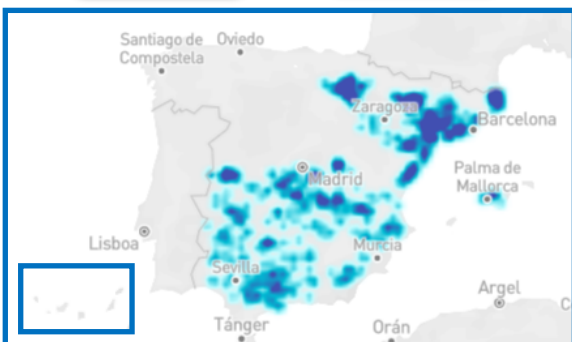 Santiago de
Compostela
Oviedo
Zaragoza
Barcelona
Madrid
Palma de
Mallorca
Lisboa
Murcia
Sevilla
Argel
C
Tánger
Orán